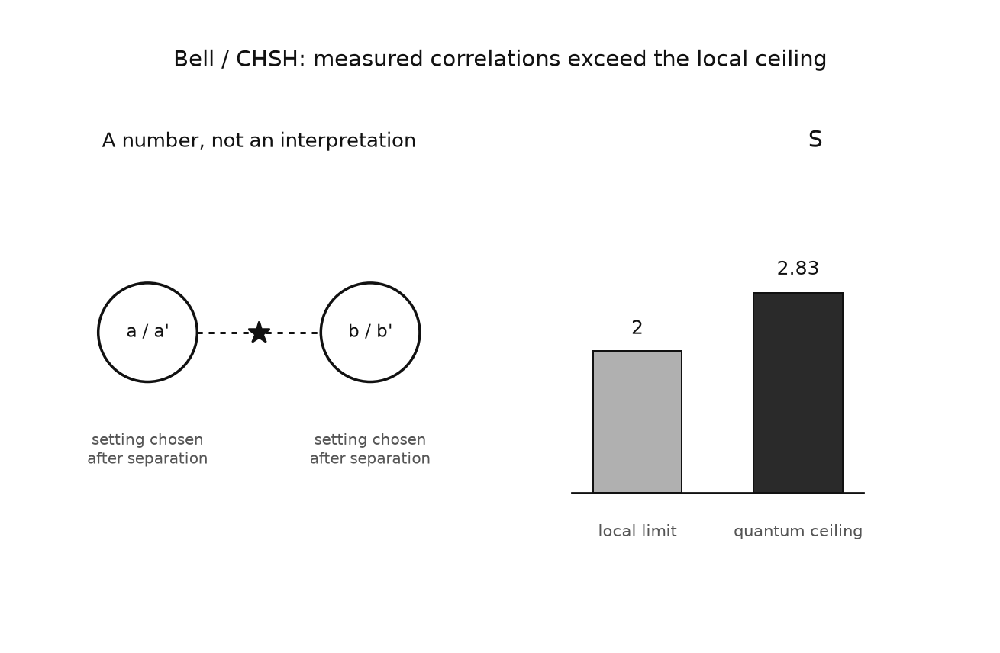 Bell / CHSH: measured correlations exceed the local ceiling
A number, not an interpretation
S
a / a'
b / b'
setting chosen
after separation
setting chosen
after separation
2
2.83
local limit
quantum ceiling